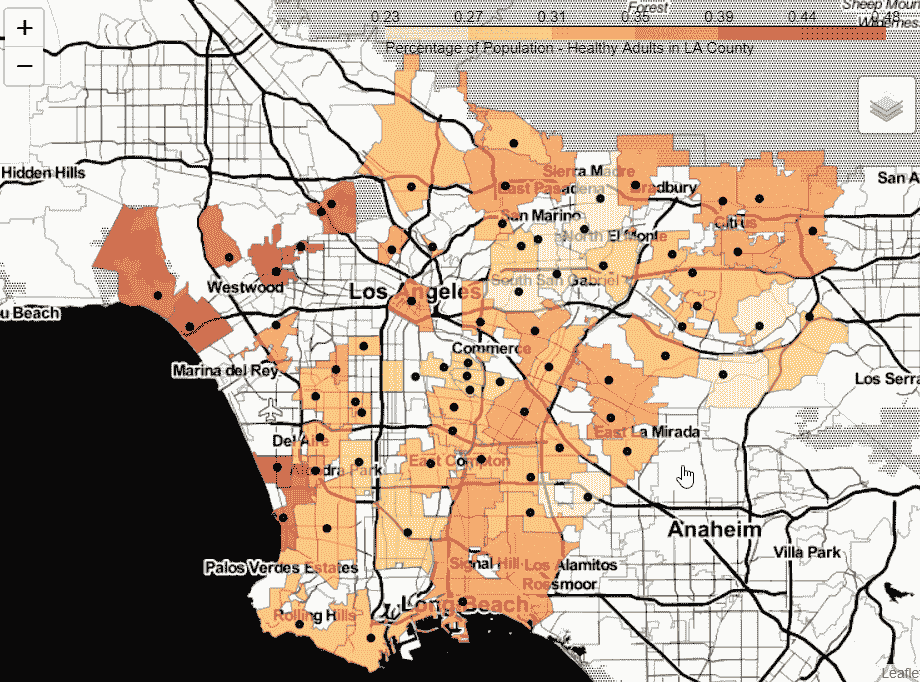 +
−
Forest
Sheep Moun
Wildernes
0.23 0.27 0.31 0.35 0.39 0.44 0.48
Percentage of Population - Healthy Adults in LA County
Hidden Hills
Sierra Madre
San A
East Pasadena
Bradbury
San Marino
Citrus
North El Monte
South San Gabriel
Westwood
Los Angeles
u Beach
Commerce
Marina del Rey
Los Serra
Del Aire
East La Mirada
Alondra Park
East Compton
Anaheim
Villa Park
Palos Verdes Estates
Signal Hill
Los Alamitos
Rossmoor
Long Beach
Rolling Hills
Leafle